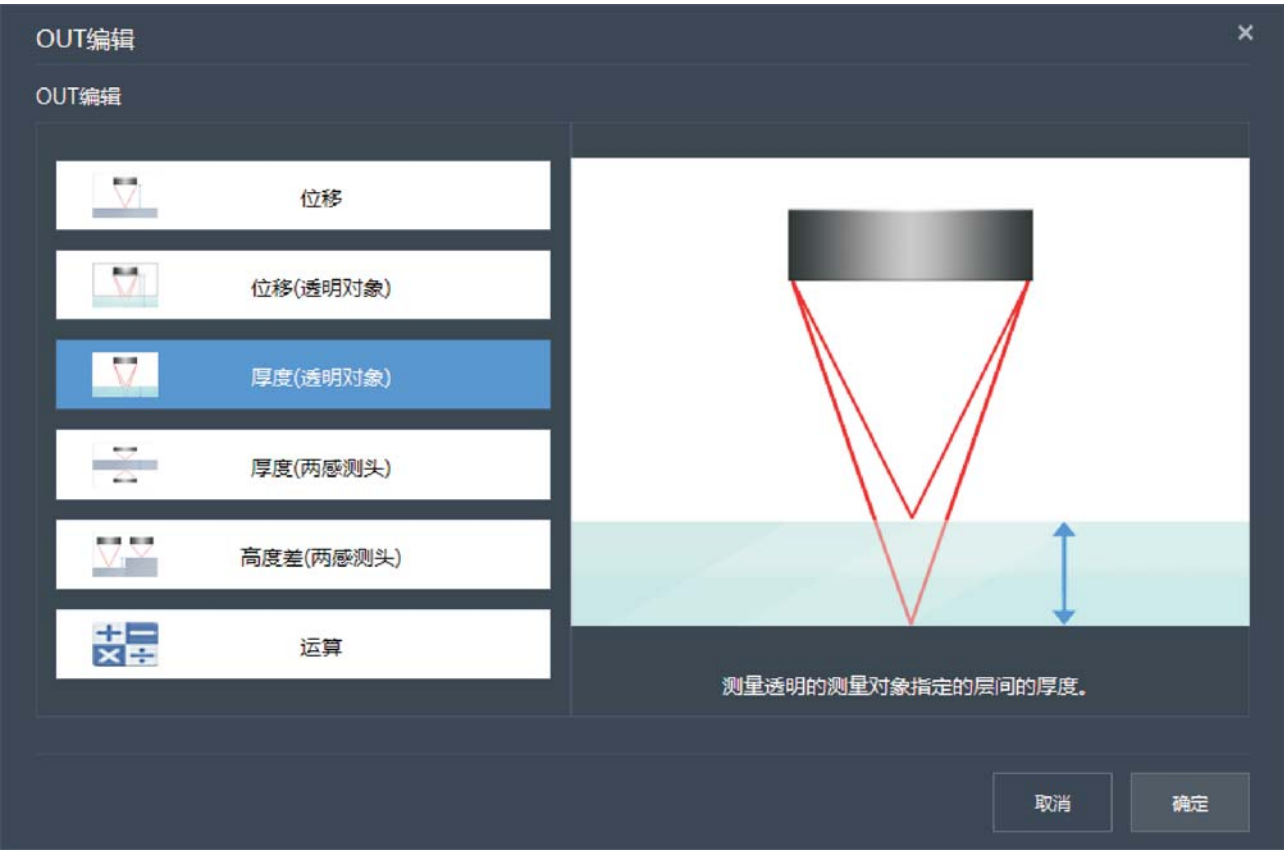 OUT编辑
OUT编辑
位移
位移(透明对象)
厚度(透明对象)
厚度(两感测头)
高度差(两感测头)
运算
测量透明的测量对象指定的层间的厚度。
取消
确定